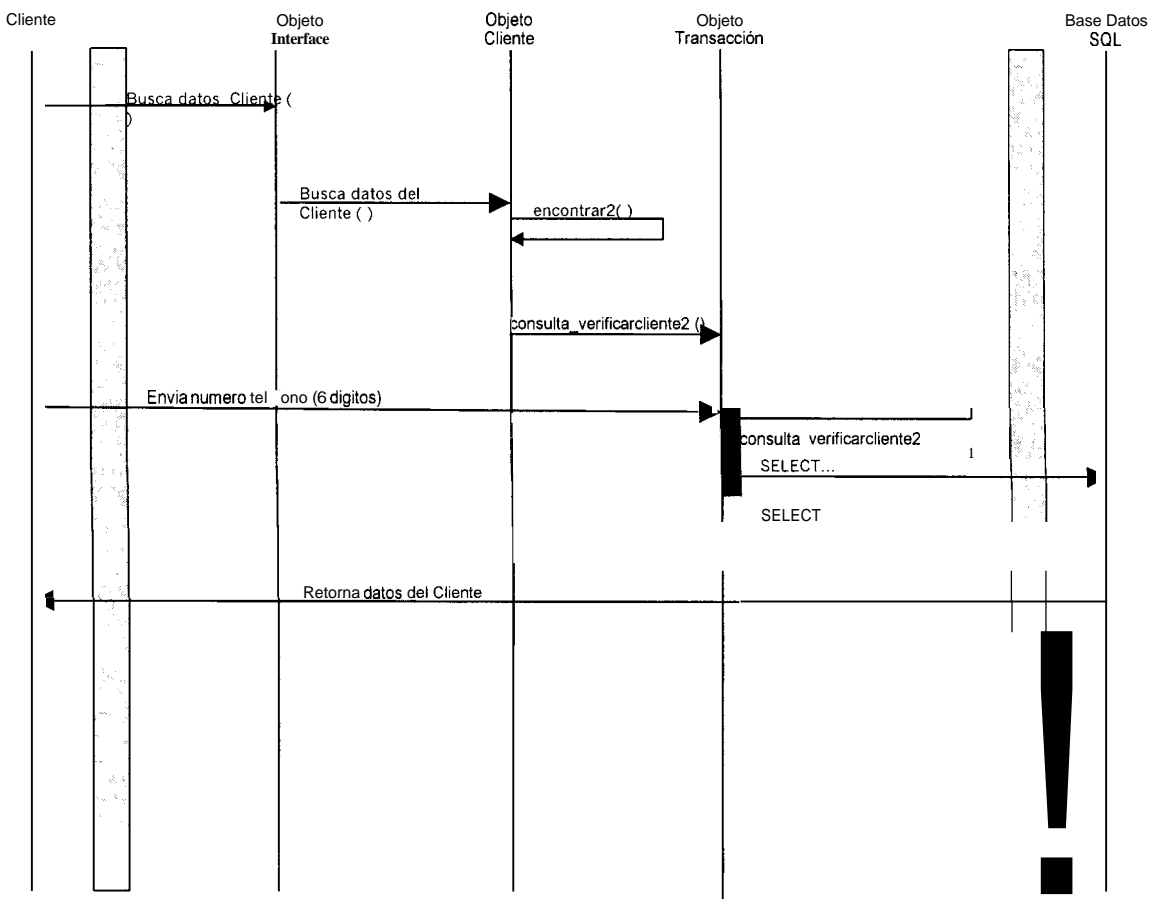 Cliente
Objeto
Interface
Objeto
Cliente
Objeto
Transacción
Base Datos
SQL
Busca datos Cliente (
)
Busca datos del
Cliente ( )
encontrar2( )
consulta_verificarcliente2 ()
Envia numero tel ono (6 digitos)
consulta verificarcliente2
1
SELECT...
SELECT
Retorna datos del Cliente